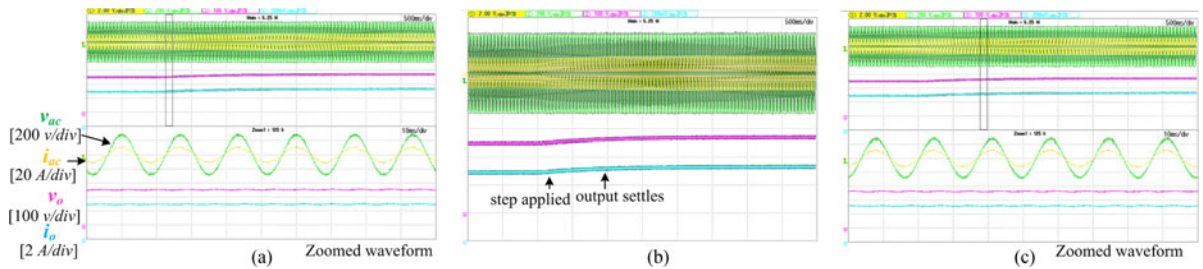 500ms/div
500ms/div
500ms/div
10ms/div
10ms/div
v_ac
[200 v/div]
i_ac
[20 A/div]
v_o
[100 v/div]
i_o
[2 A/div]
step applied
output settles
(a)
Zoomed waveform
(b)
(c)
Zoomed waveform